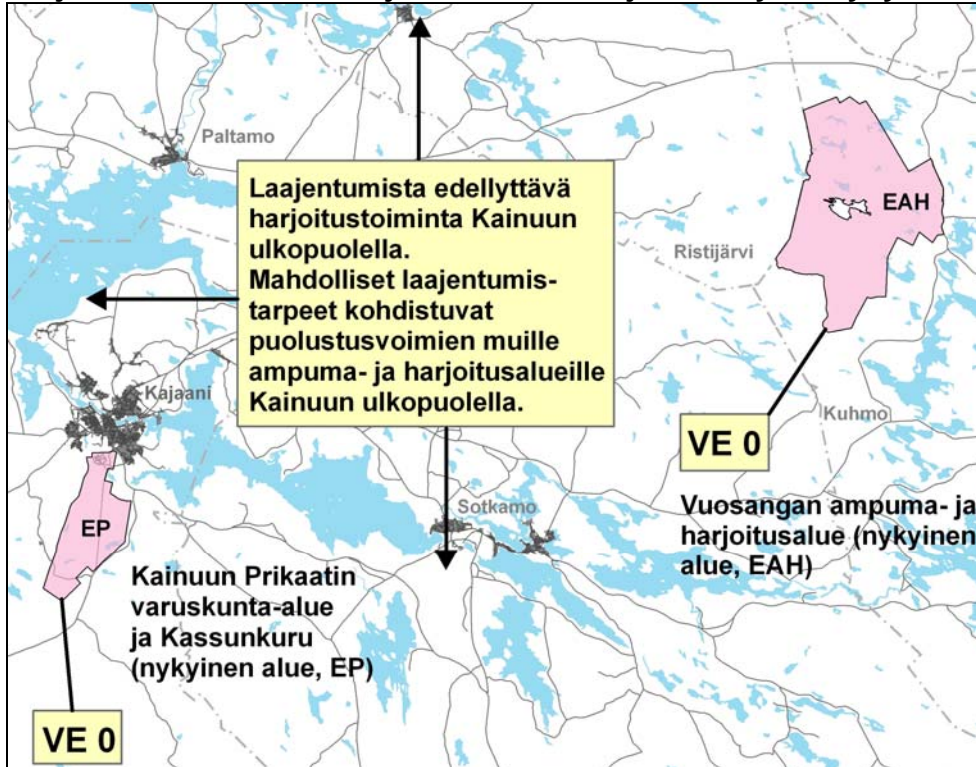 Paltamo
Laajentumista edellyttävä
harjoitustoiminta Kainuun
ulkopuolella.
Mahdolliset laajentumis-
tarpeet kohdistuvat
puolustusvoimien muille
ampuma- ja harjoitusalueille
Kainuun ulkopuolella.
EAH
Ristijärvi
Kajaani
Kuhmo
VE 0
Sotkamo
Vuosangan ampuma- ja
harjoitusalue (nykyinen
alue, EAH)
EP
Kainuun Prikaatin
varuskunta-alue
ja Kassunkuru
(nykyinen alue, EP)
VE 0